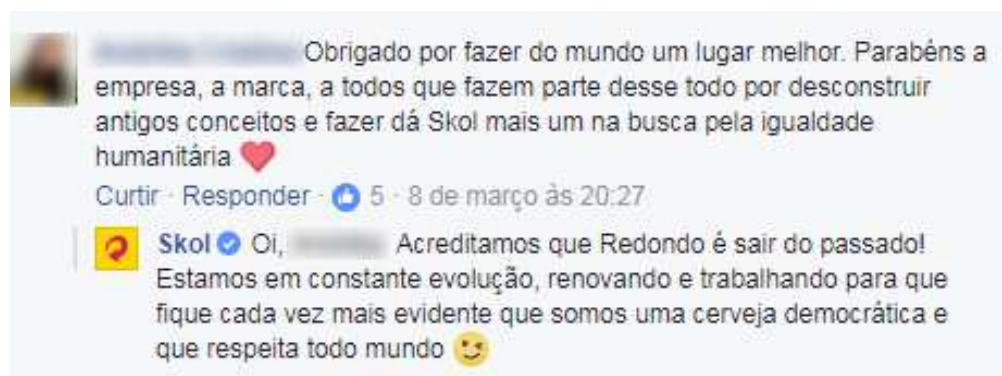 Obrigado por fazer do mundo um lugar melhor. Parabéns a
empresa, a marca, a todos que fazem parte desse todo por desconstruir
antigos conceitos e fazer dá Skol mais um na busca pela igualdade
humanitária ❤
Curtir · Responder · 5 · 8 de março às 20:27
Skol Oi, Acreditamos que Redondo é sair do passado!
Estamos em constante evolução, renovando e trabalhando para que
fique cada vez mais evidente que somos uma cerveja democrática e
que respeita todo mundo 😉